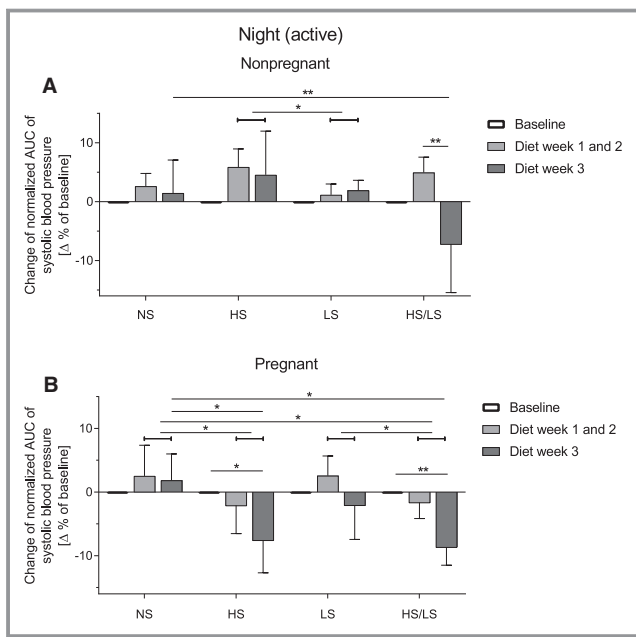 Night (active)
Nonpregnant
A
**
*
**
Baseline
Diet week 1 and 2
Diet week 3
Change of normalized AUC of
systolic blood pressure
[Δ % of baseline]
10
0
-10
NS HS LS HS/LS
Pregnant
B
*
*
*
*
*
*
**
Baseline
Diet week 1 and 2
Diet week 3
Change of normalized AUC of
systolic blood pressure
[Δ % of baseline]
10
0
-10
NS HS LS HS/LS